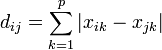 d_{ij} = \sum_{k=1}^{p} |x_{ik} - x_{jk}|